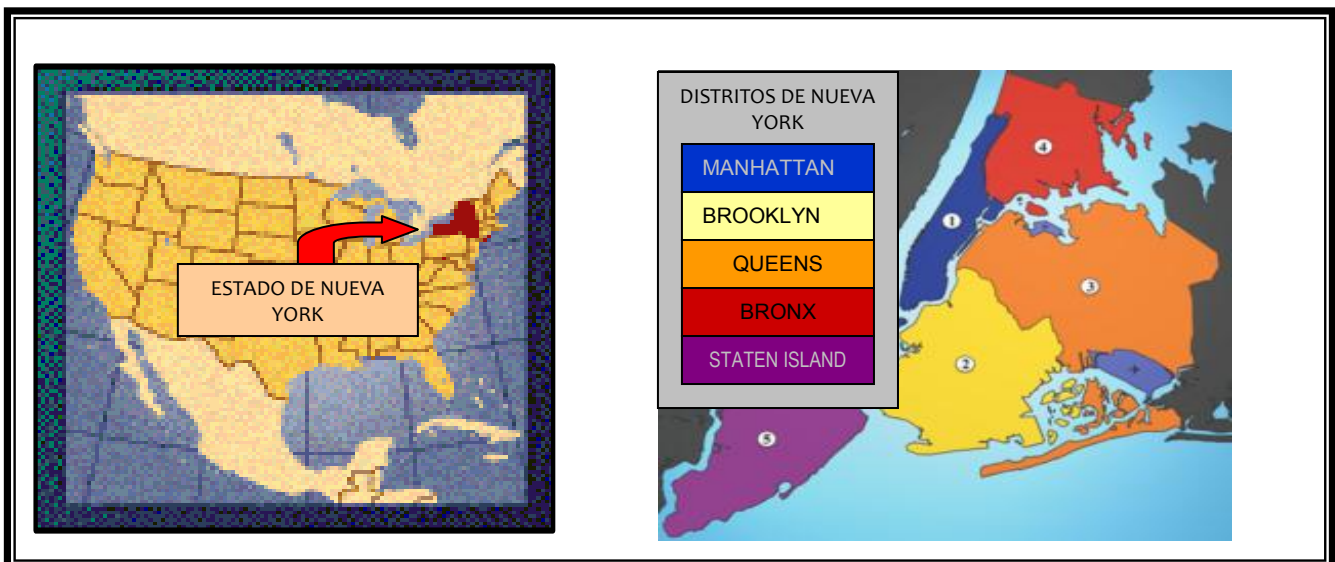 ESTADO DE NUEVA
YORK
DISTRITOS DE NUEVA
YORK
MANHATTAN
BROOKLYN
QUEENS
BRONX
STATEN ISLAND
4
1
3
2
5